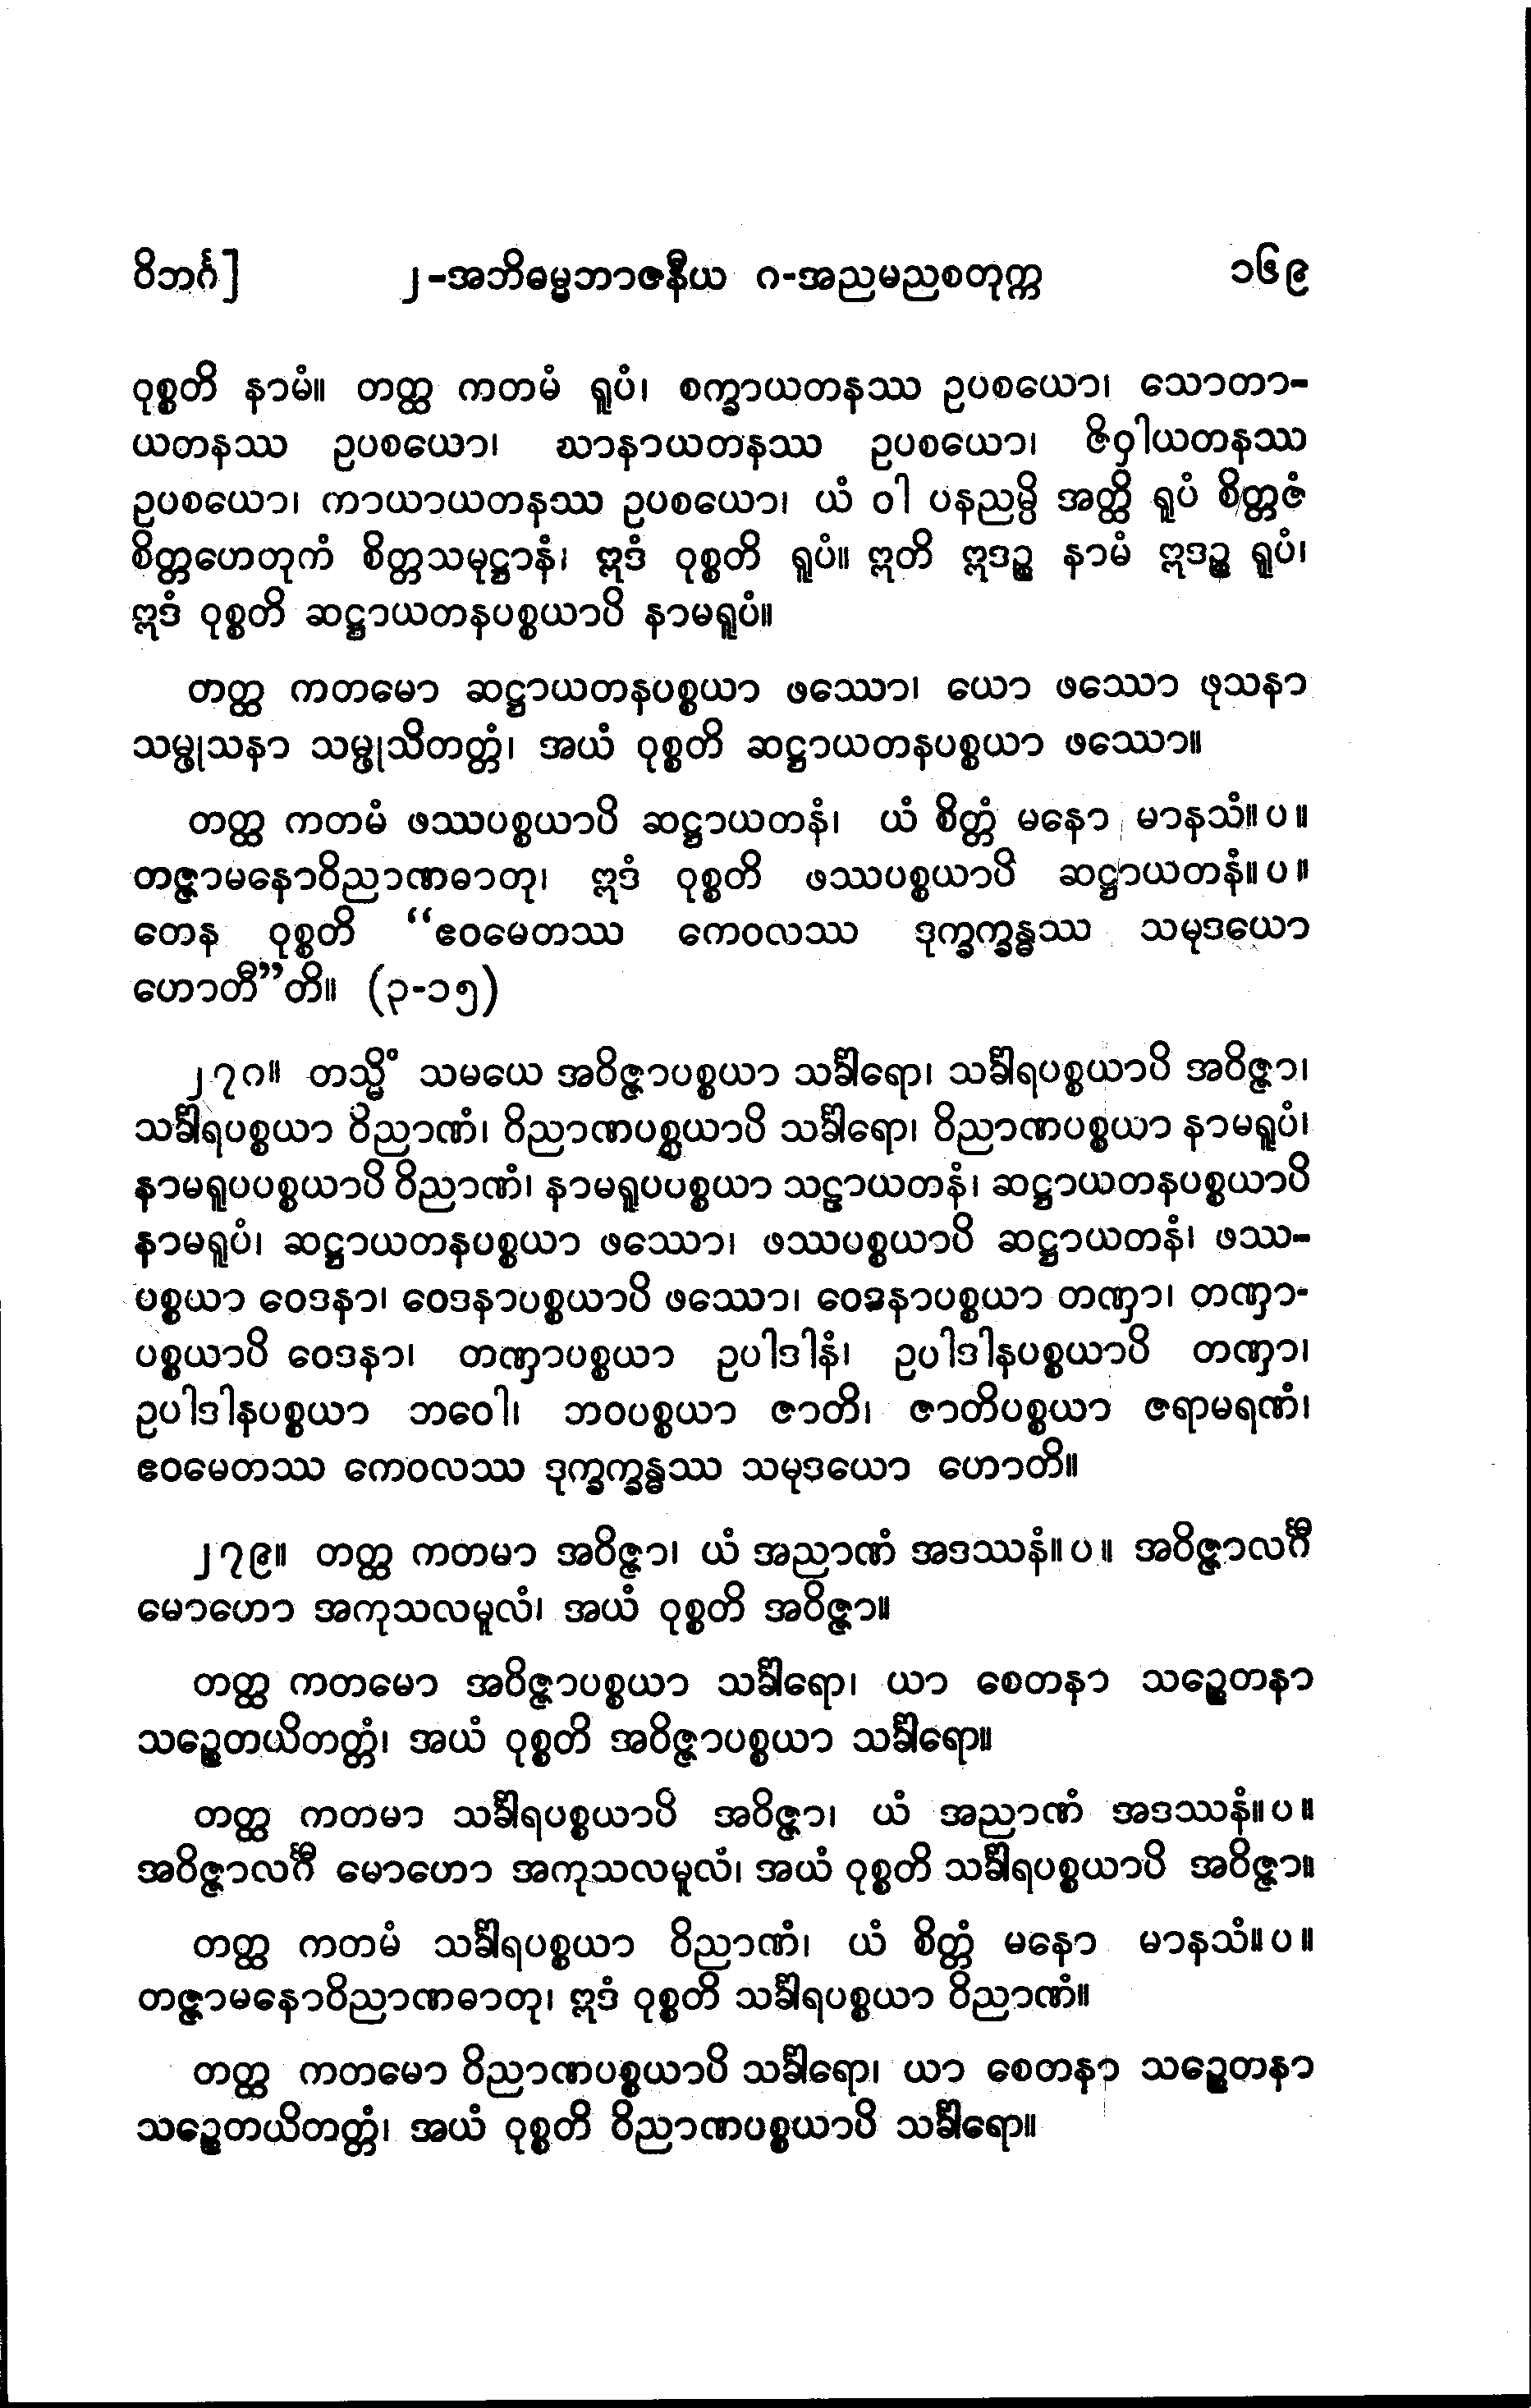 ဝိဘင်္ဂ] ၂-အဘိဓမ္မဘာဇနီယ ဂ-အညမညစတုက္က ၁၆၉
ဝုစ္စတိ နာမံ။ တတ္ထ ကတမံ ရူပံ၊ စက္ခာယတနဿ ဥပစယော၊ သောတာ-
ယတနဿ ဥပစယော၊ ဃာနာယတနဿ ဥပစယော၊ ဇိဝှါယတနဿ
ဥပစယော၊ ကာယာယတနဿ ဥပစယော၊ ယံ ဝါ ပနညမ္ပိ အတ္ထိ ရူပံ စိတ္တဇံ
စိတ္တဟေတုကံ စိတ္တသမုဋ္ဌာနံ၊ ဣဒံ ဝုစ္စတိ ရူပံ။ ဣတိ ဣဒဉ္စ နာမံ ဣဒဉ္စ ရူပံ၊
ဣဒံ ဝုစ္စတိ ဆဋ္ဌာယတနပစ္စယာပိ နာမရူပံ။
တတ္ထ ကတမော ဆဋ္ဌာယတနပစ္စယာ ဖဿော၊ ယော ဖဿော ဖုသနာ
သမ္ဖုသနာ သမ္ဖုသိတတ္တံ၊ အယံ ဝုစ္စတိ ဆဋ္ဌာယတနပစ္စယာ ဖဿော။
တတ္ထ ကတမံ ဖဿပစ္စယာပိ ဆဋ္ဌာယတနံ၊ ယံ စိတ္တံ မနော မာနသံ။ပ။
တဇ္ဇာမနောဝိညာဏဓာတု၊ ဣဒံ ဝုစ္စတိ ဖဿပစ္စယာပိ ဆဋ္ဌာယတနံ။ပ။
တေန ဝုစ္စတိ “ဧဝမေတဿ ကေဝလဿ ဒုက္ခက္ခန္ဓဿ သမုဒယော
ဟောတီ”တိ။ (၃-၁၅)
၂၇၈။ တသ္မိံ သမယေ အဝိဇ္ဇာပစ္စယာ သင်္ခါရော၊ သင်္ခါရပစ္စယာပိ အဝိဇ္ဇာ၊
သင်္ခါရပစ္စယာ ဝိညာဏံ၊ ဝိညာဏပစ္စယာပိ သင်္ခါရော၊ ဝိညာဏပစ္စယာ နာမရူပံ၊
နာမရူပပစ္စယာပိ ဝိညာဏံ၊ နာမရူပပစ္စယာ သဠာယတနံ၊ ဆဋ္ဌာယတနပစ္စယာပိ
နာမရူပံ၊ ဆဋ္ဌာယတနပစ္စယာ ဖဿော၊ ဖဿပစ္စယာပိ ဆဋ္ဌာယတနံ၊ ဖဿ-
ပစ္စယာ ဝေဒနာ၊ ဝေဒနာပစ္စယာပိ ဖဿော၊ ဝေဒနာပစ္စယာ တဏှာ၊ တဏှာ-
ပစ္စယာပိ ဝေဒနာ၊ တဏှာပစ္စယာ ဥပါဒါနံ၊ ဥပါဒါနပစ္စယာပိ တဏှာ၊
ဥပါဒါနပစ္စယာ ဘဝေါ၊ ဘဝပစ္စယာ ဇာတိ၊ ဇာတိပစ္စယာ ဇရာမရဏံ၊
ဧဝမေတဿ ကေဝလဿ ဒုက္ခက္ခန္ဓဿ သမုဒယော ဟောတိ။
၂၇၉။ တတ္ထ ကတမာ အဝိဇ္ဇာ၊ ယံ အညာဏံ အဒဿနံ။ပ။ အဝိဇ္ဇာလင်္ဂီ
မောဟော အကုသလမူလံ၊ အယံ ဝုစ္စတိ အဝိဇ္ဇာ။
တတ္ထ ကတမော အဝိဇ္ဇာပစ္စယာ သင်္ခါရော၊ ယာ စေတနာ သဉ္စေတနာ
သဉ္စေတယိတတ္တံ၊ အယံ ဝုစ္စတိ အဝိဇ္ဇာပစ္စယာ သင်္ခါရော။
တတ္ထ ကတမာ သင်္ခါရပစ္စယာပိ အဝိဇ္ဇာ၊ ယံ အညာဏံ အဒဿနံ။ပ။
အဝိဇ္ဇာလင်္ဂီ မောဟော အကုသလမူလံ၊ အယံ ဝုစ္စတိ သင်္ခါရပစ္စယာပိ အဝိဇ္ဇာ။
တတ္ထ ကတမံ သင်္ခါရပစ္စယာ ဝိညာဏံ၊ ယံ စိတ္တံ မနော မာနသံ။ပ။
တဇ္ဇာမနောဝိညာဏဓာတု၊ ဣဒံ ဝုစ္စတိ သင်္ခါရပစ္စယာ ဝိညာဏံ။
တတ္ထ ကတမော ဝိညာဏပစ္စယာပိ သင်္ခါရော၊ ယာ စေတနာ သဉ္စေတနာ
သဉ္စေတယိတတ္တံ၊ အယံ ဝုစ္စတိ ဝိညာဏပစ္စယာပိ သင်္ခါရော။